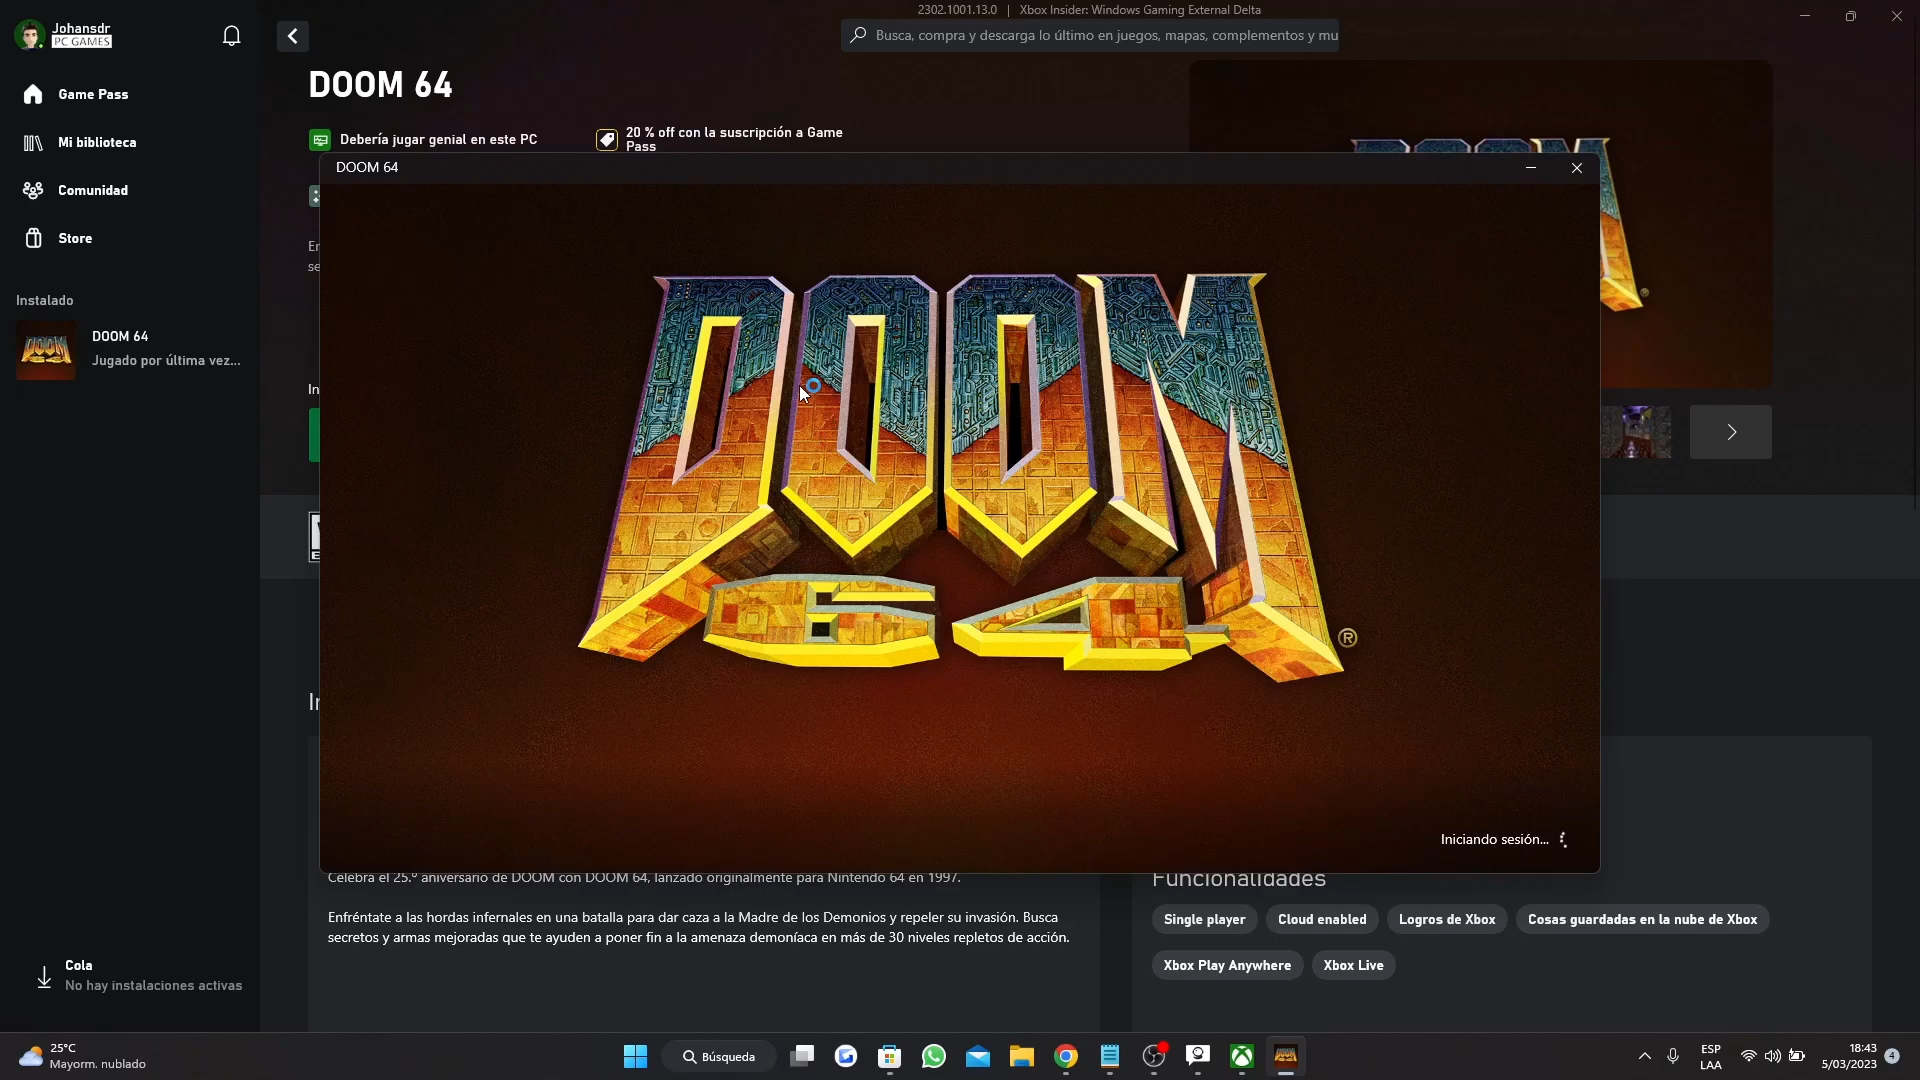 2302.1001.13.0 | Xbox Insider: Windows Gaming External Delta
Johansdr
PC GAMES
Busca, compra y descarga lo último en juegos, mapas, complementos y mu
Game Pass
Mi biblioteca
Comunidad
Store
Instalado
DOOM 64
Jugado por última vez...
Cola
No hay instalaciones activas
DOOM 64
Debería jugar genial en este PC
20 % off con la suscripción a Game
Pass
DOOM 64
DOOM
64
®
Iniciando sesión...
Celebra el 25.º aniversario de DOOM con DOOM 64, lanzado originalmente para Nintendo 64 en 1997.
Enfréntate a las hordas infernales en una batalla para dar caza a la Madre de los Demonios y repeler su invasión. Busca
secretos y armas mejoradas que te ayuden a poner fin a la amenaza demoníaca en más de 30 niveles repletos de acción.
Funcionalidades
Single player
Cloud enabled
Logros de Xbox
Cosas guardadas en la nube de Xbox
Xbox Play Anywhere
Xbox Live
25°C
Mayorm. nublado
Búsqueda
ESP
LAA
18:43
5/03/2023
4